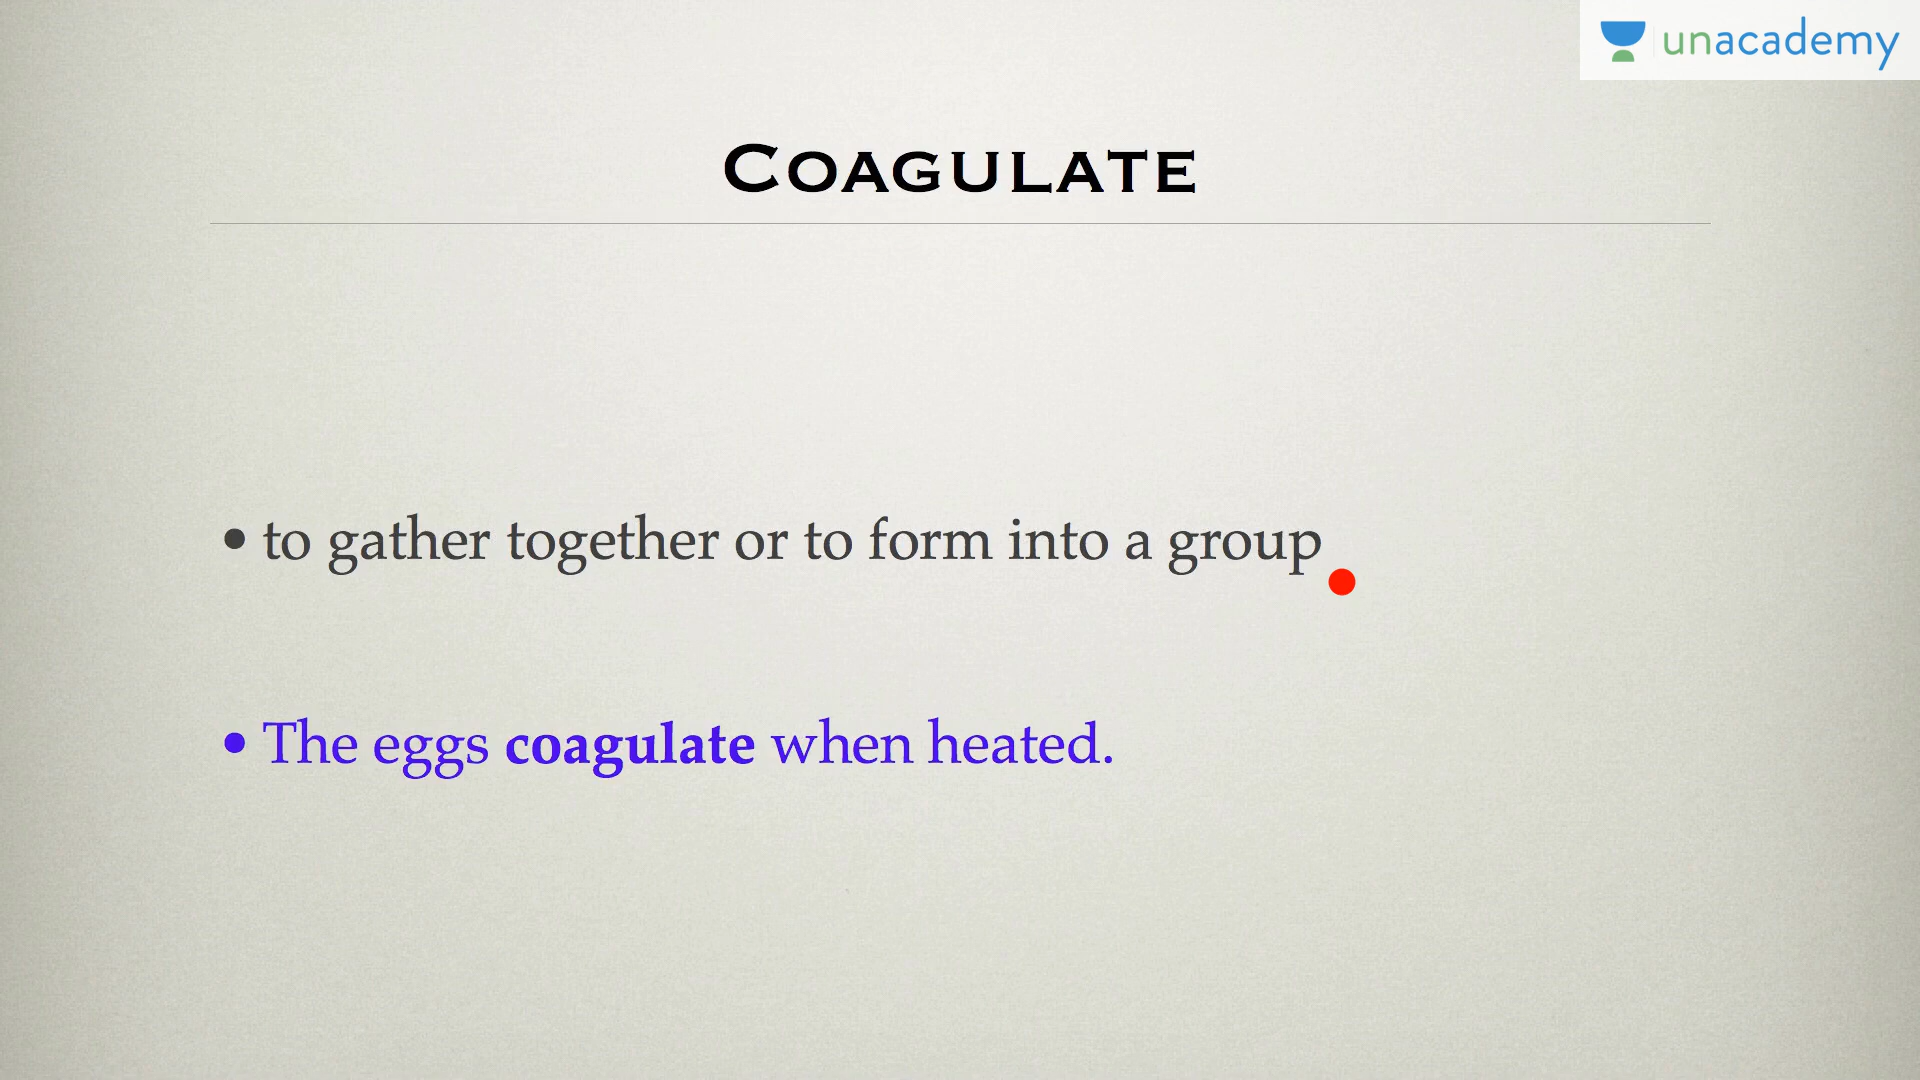 unacademy
COAGULATE
• to gather together or to form into a group
• The eggs coagulate when heated.